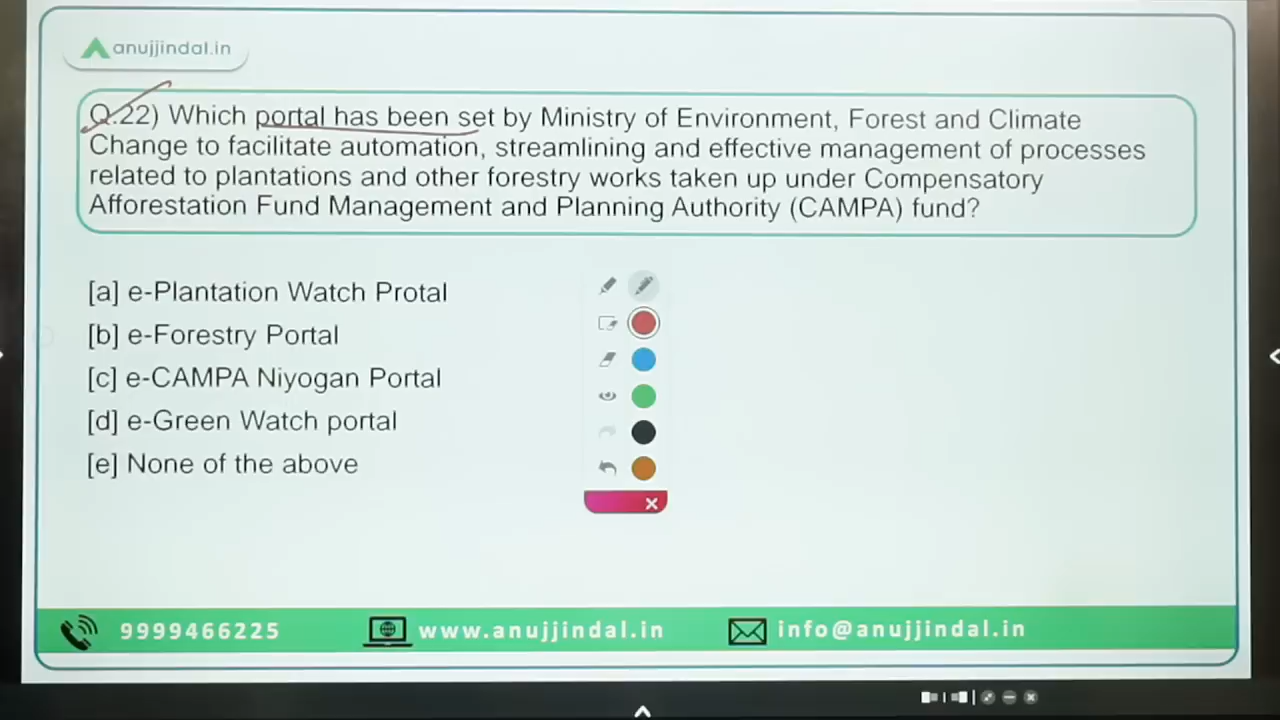 anujjindal.in
Q.22) Which portal has been set by Ministry of Environment, Forest and Climate
Change to facilitate automation, streamlining and effective management of processes
related to plantations and other forestry works taken up under Compensatory
Afforestation Fund Management and Planning Authority (CAMPA) fund?
[a] e-Plantation Watch Protal
[b] e-Forestry Portal
[c] e-CAMPA Niyogan Portal
[d] e-Green Watch portal
[e] None of the above
9999466225
www.anujjindal.in
info@anujjindal.in